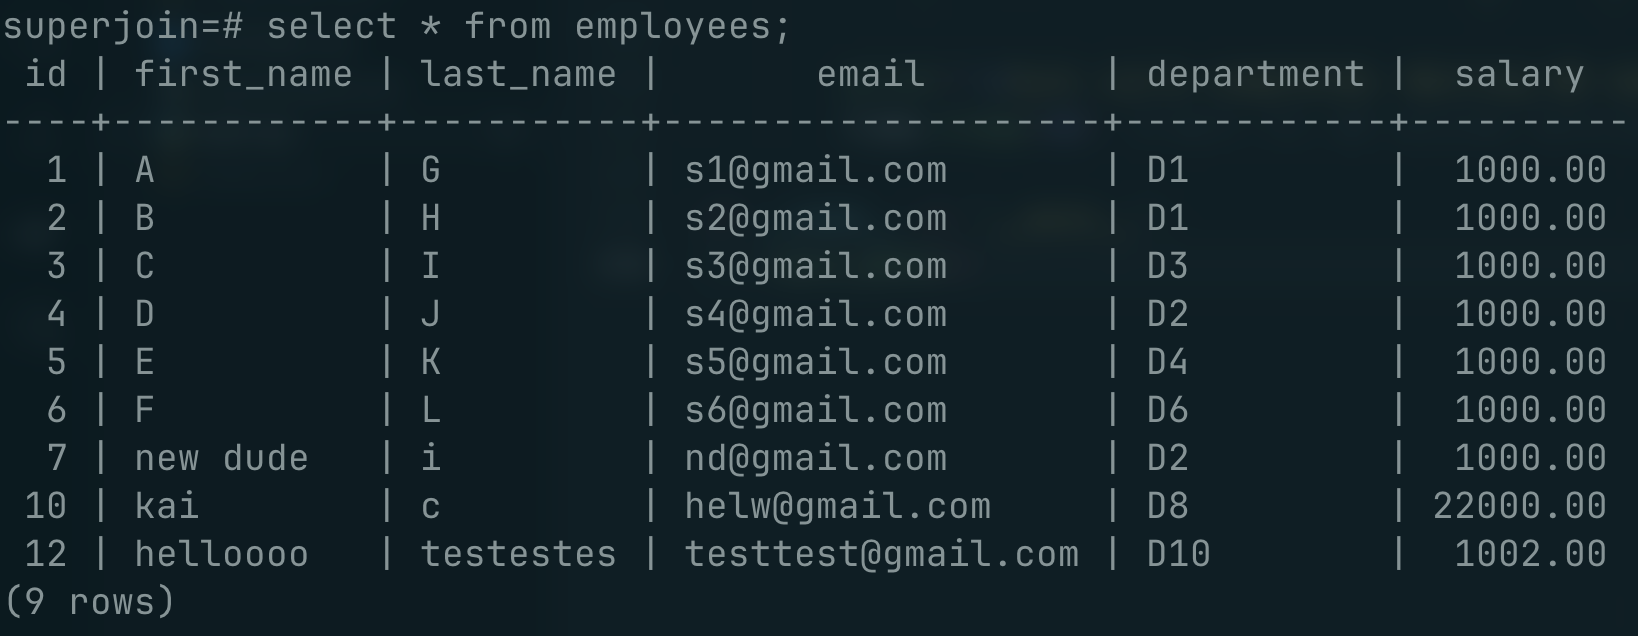 superjoin=# select * from employees;
 id | first_name | last_name |       email        | department |  salary
----+------------+-----------+--------------------+------------+----------
  1 | A          | G         | s1@gmail.com       | D1         |  1000.00
  2 | B          | H         | s2@gmail.com       | D1         |  1000.00
  3 | C          | I         | s3@gmail.com       | D3         |  1000.00
  4 | D          | J         | s4@gmail.com       | D2         |  1000.00
  5 | E          | K         | s5@gmail.com       | D4         |  1000.00
  6 | F          | L         | s6@gmail.com       | D6         |  1000.00
  7 | new dude   | i         | nd@gmail.com       | D2         |  1000.00
 10 | kai        | c         | helw@gmail.com     | D8         | 22000.00
 12 | helloooo   | testestes | testtest@gmail.com | D10        |  1002.00
(9 rows)